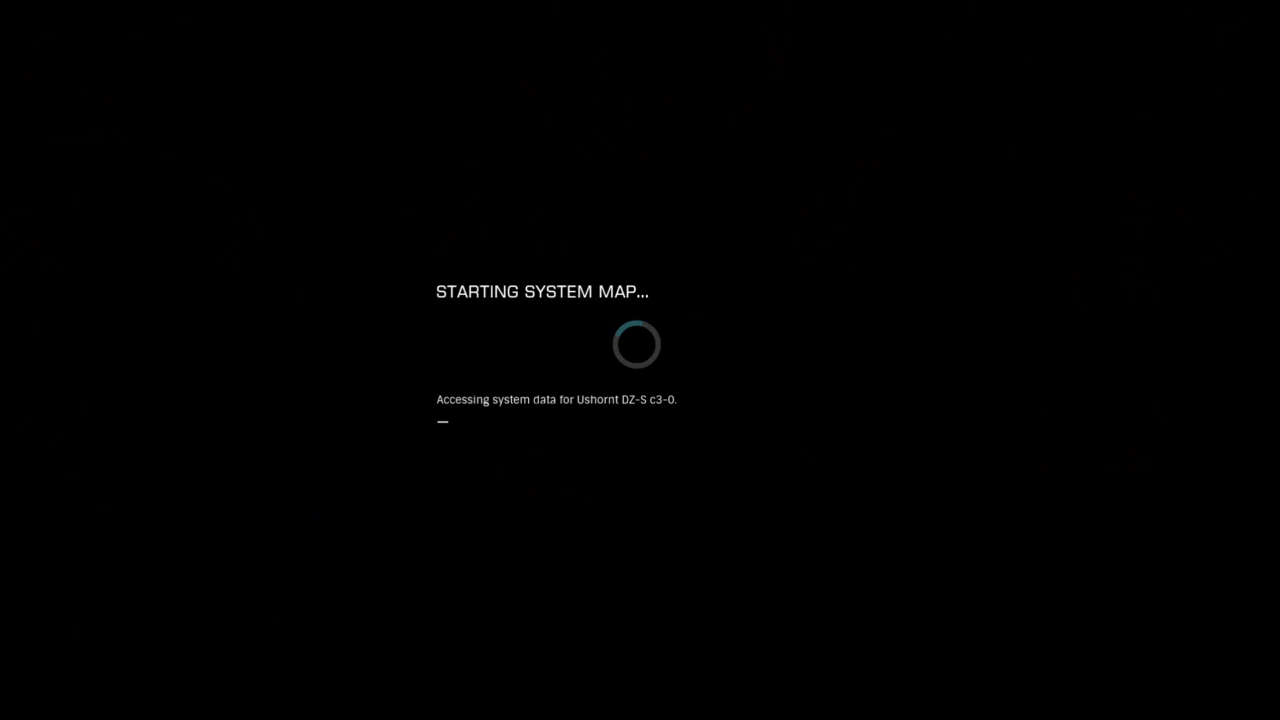 STARTING SYSTEM MAP...
Accessing system data for Ushornt DZ-S c3-0.